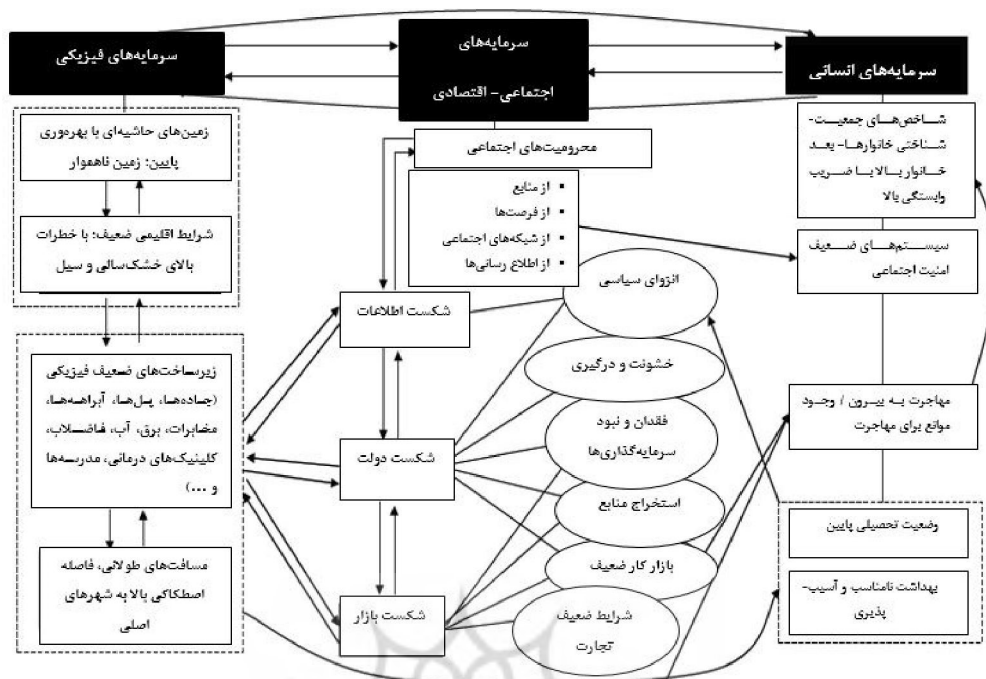 سرمایه‌های انسانی
سرمایه‌های
اجتماعی- اقتصادی
سرمایه‌های فیزیکی
شاخص‌های جمعیت-
شناختی خانوارها- بعد
خانوار بالا با ضریب
وابستگی بالا
سیستم‌های ضعیف
امنیت اجتماعی
مهاجرت به بیرون / وجود
موانع برای مهاجرت
وضعیت تحصیلی پایین
بهداشت نامناسب و آسیب-
پذیری
محرومیت‌های اجتماعی
▪ از منابع
▪ از فرصت‌ها
▪ از شبکه‌های اجتماعی
▪ از اطلاع رسانی‌ها
انزوای سیاسی
خشونت و درگیری
فقدان و نبود
سرمایه‌گذاری‌ها
استخراج منابع
بازار کار ضعیف
شرایط ضعیف
تجارت
شکست اطلاعات
شکست دولت
شکست بازار
زمین‌های حاشیه‌ای با بهره‌وری
پایین: زمین ناهموار
شرایط اقلیمی ضعیف: با خطرات
بالای خشک‌سالی و سیل
زیرساخت‌های ضعیف فیزیکی
(جاده‌ها، پل‌ها، آبراهه‌ها،
مخابرات، برق، آب، فاضلاب،
کلینیک‌های درمانی، مدرسه‌ها
و ...)
مسافت‌های طولانی، فاصله
اصطکاکی بالا به شهرهای
اصلی